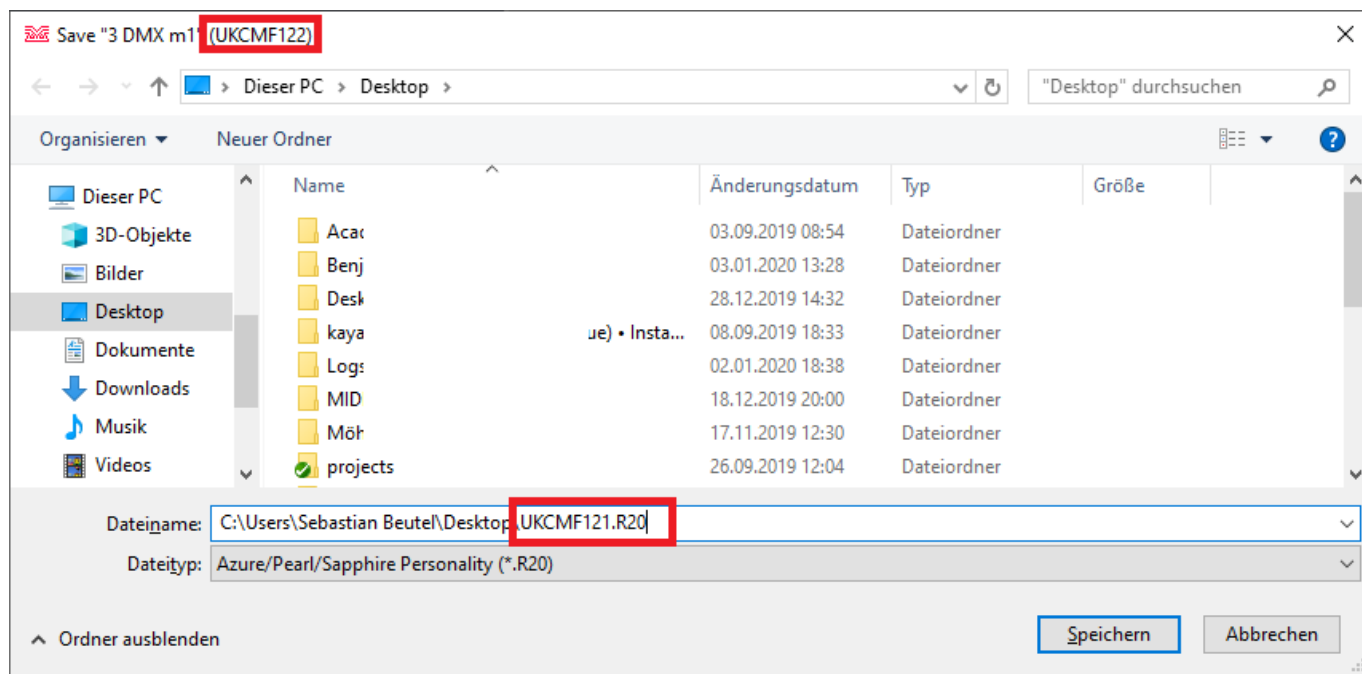 Save "3 DMX m1" (UKCMF122)
Dieser PC > Desktop >
"Desktop" durchsuchen
Organisieren Neuer Ordner
Name Änderungsdatum Typ Größe
Dieser PC
3D-Objekte
Bilder
Desktop
Dokumente
Downloads
Musik
Videos
Acac 03.09.2019 08:54 Dateiordner
Benj 03.01.2020 13:28 Dateiordner
Desk 28.12.2019 14:32 Dateiordner
kaya ue) • Insta... 08.09.2019 18:33 Dateiordner
Logs 02.01.2020 18:38 Dateiordner
MID 18.12.2019 20:00 Dateiordner
Möh 17.11.2019 12:30 Dateiordner
projects 26.09.2019 12:04 Dateiordner
Dateiname: C:\Users\Sebastian Beutel\Desktop\UKCMF121.R20
Dateityp: Azure/Pearl/Sapphire Personality (*.R20)
Ordner ausblenden
Speichern Abbrechen